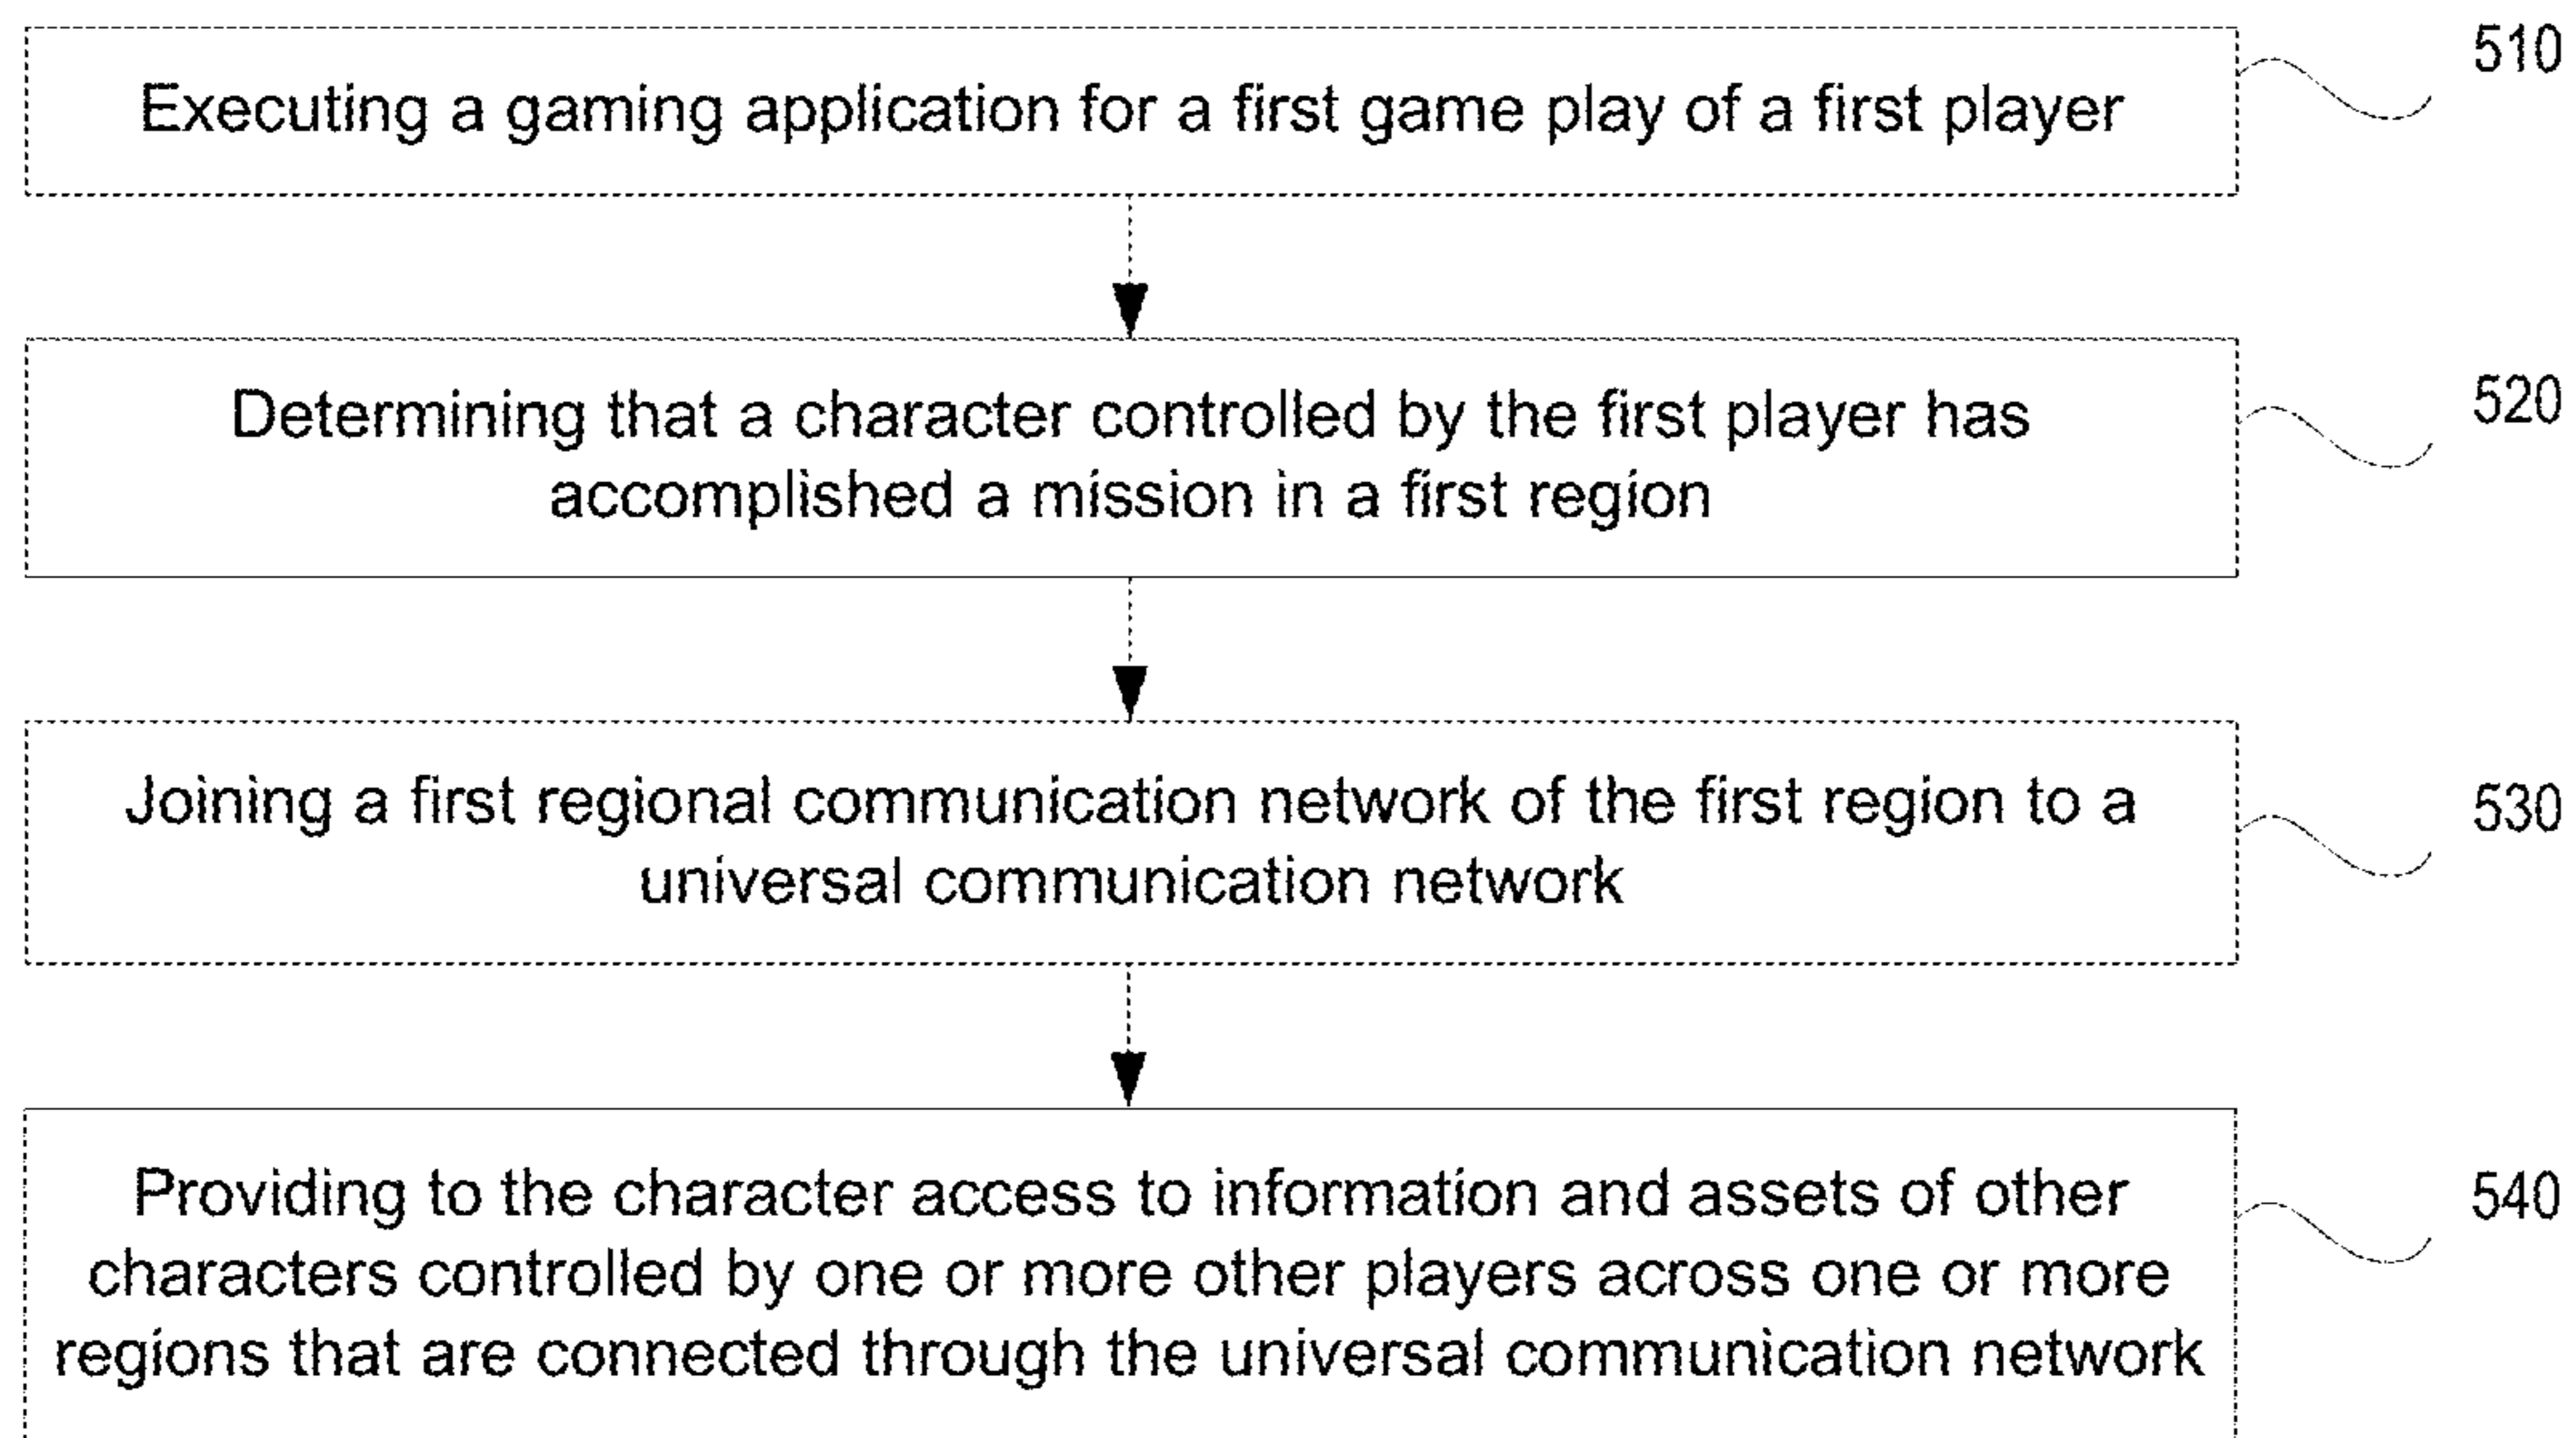 Executing a gaming application for a first game play of a first player
510
Determining that a character controlled by the first player has
accomplished a mission in a first region
520
Joining a first regional communication network of the first region to a
universal communication network
530
Providing to the character access to information and assets of other
characters controlled by one or more other players across one or more
regions that are connected through the universal communication network
540